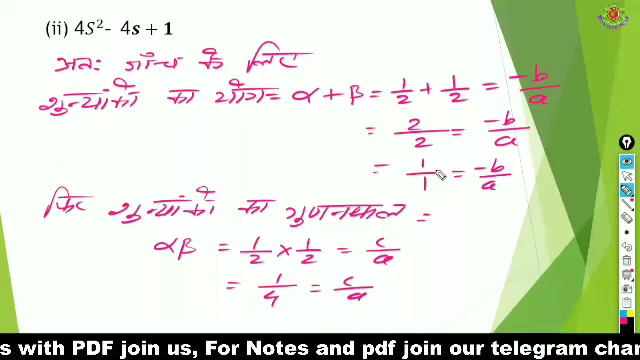 (ii) 4S² - 4s + 1
अतः जाँच के लिए
शून्यांकों का योग = α + β = 1/2 + 1/2 = -b/a
= 2/2 = -b/a
= 1/1 = -b/a
फिर शून्यांकों का गुणनफल =
αβ = 1/2 × 1/2 = c/a
= 1/4 = c/a
s with PDF join us, For Notes and pdf join our telegram chan